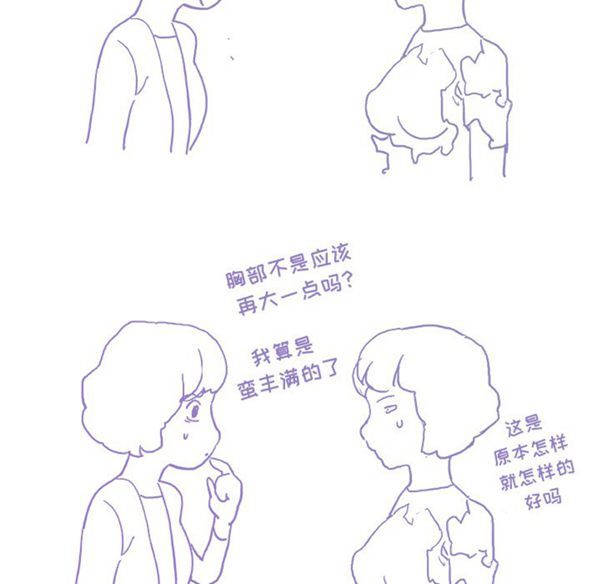 胸部不是应该
再大一点吗?
我算是
蛮丰满的了
这是
原本怎样
就怎样的
好吗